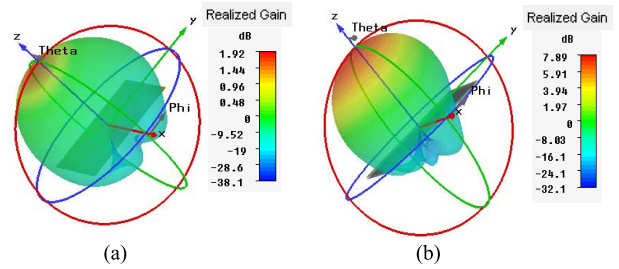 Realized Gain
dB
1.92
1.44
0.96
0.48
0
-9.52
-19
-28.6
-38.1
z
Theta
y
Phi
x
(a)
Realized Gain
dB
7.89
5.94
3.94
1.97
0
-8.03
-16.1
-24.1
-32.1
z
Theta
y
Phi
x
(b)